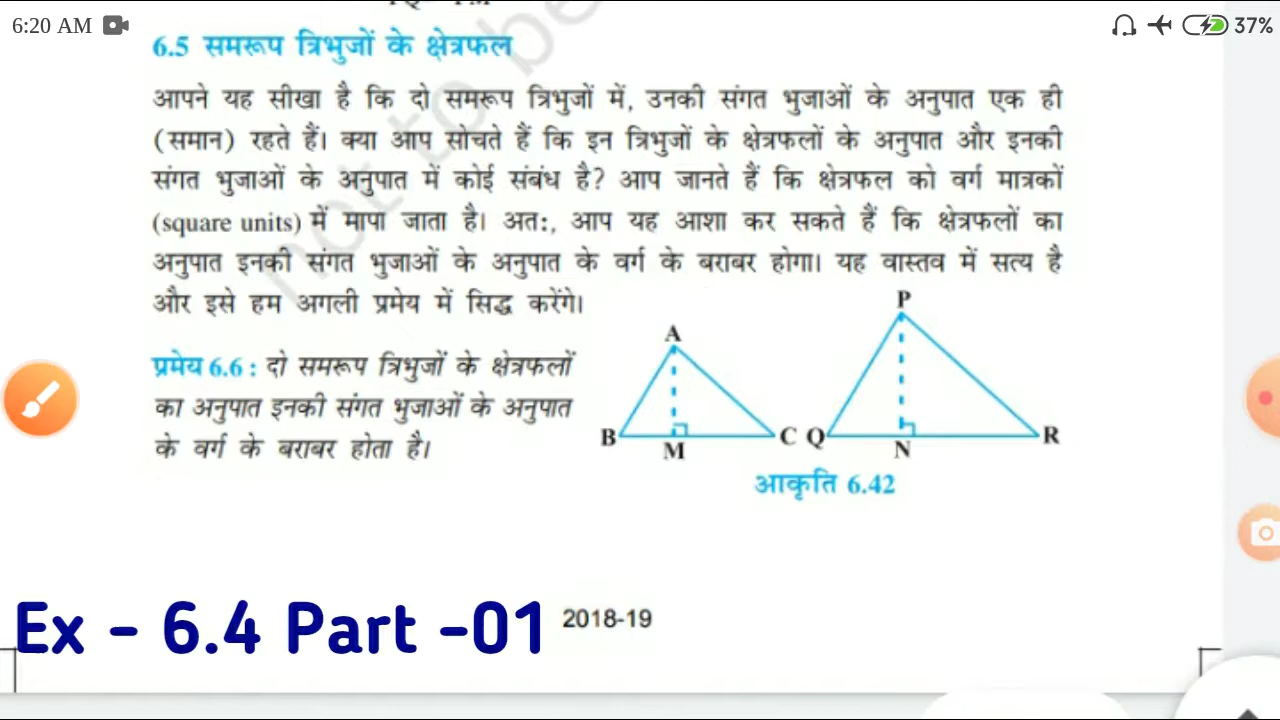 6:20 AM
37%
6.5 समरूप त्रिभुजों के क्षेत्रफल
आपने यह सीखा है कि दो समरूप त्रिभुजों में, उनकी संगत भुजाओं के अनुपात एक ही
(समान) रहते हैं। क्या आप सोचते हैं कि इन त्रिभुजों के क्षेत्रफलों के अनुपात और इनकी
संगत भुजाओं के अनुपात में कोई संबंध है? आप जानते हैं कि क्षेत्रफल को वर्ग मात्रकों
(square units) में मापा जाता है। अतः, आप यह आशा कर सकते हैं कि क्षेत्रफलों का
अनुपात इनकी संगत भुजाओं के अनुपात के वर्ग के बराबर होगा। यह वास्तव में सत्य है
और इसे हम अगली प्रमेय में सिद्ध करेंगे।
प्रमेय 6.6 : दो समरूप त्रिभुजों के क्षेत्रफलों
का अनुपात इनकी संगत भुजाओं के अनुपात
के वर्ग के बराबर होता है।
A
P
B
M
C
Q
N
R
आकृति 6.42
not to be
Ex - 6.4 Part -01
2018-19